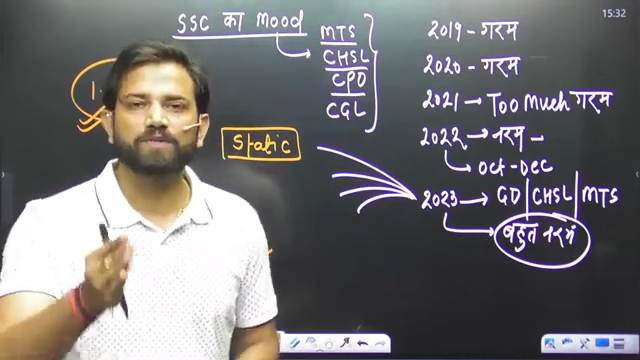 15:32
SSC का Mood
MTS
CHSL
CPO
CGL
1.
Static
2019 - गरम
2020 - गरम
2021 → Too Much गरम
2022 → नरम -
Oct - Dec
2023 → GD | CHSL | MTS
बहुत नरम